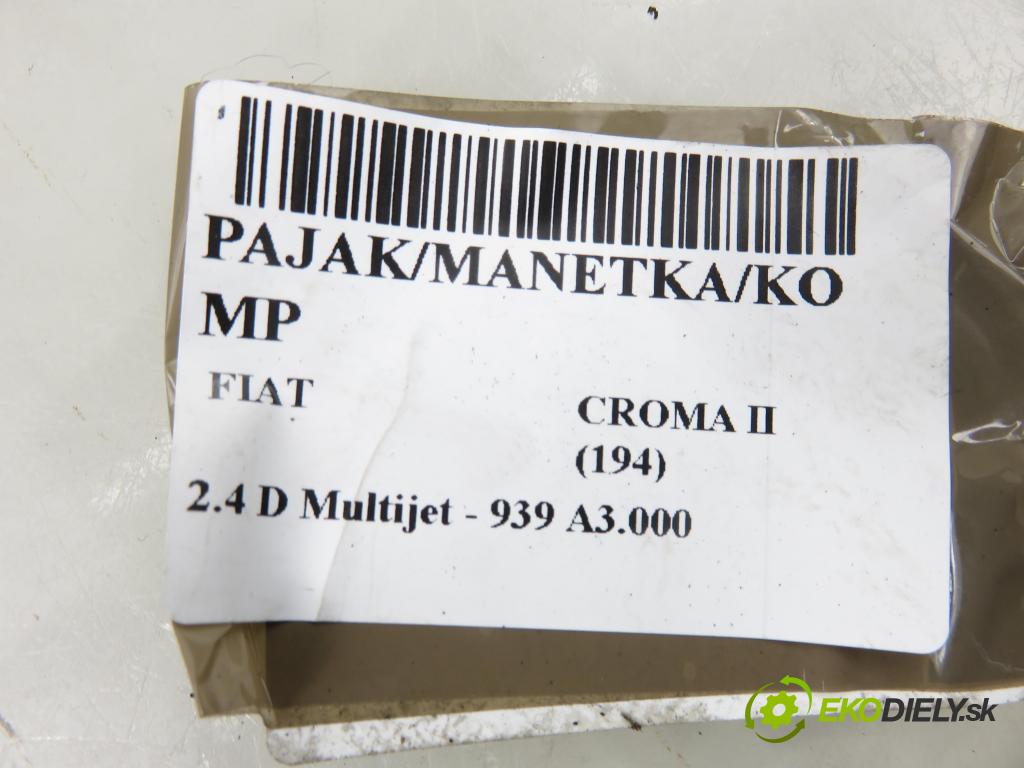 PAJAK/MANETKA/KO
MP
FIAT
CROMA II
(194)
2.4 D Multijet - 939 A3.000
EKODIELY.sk